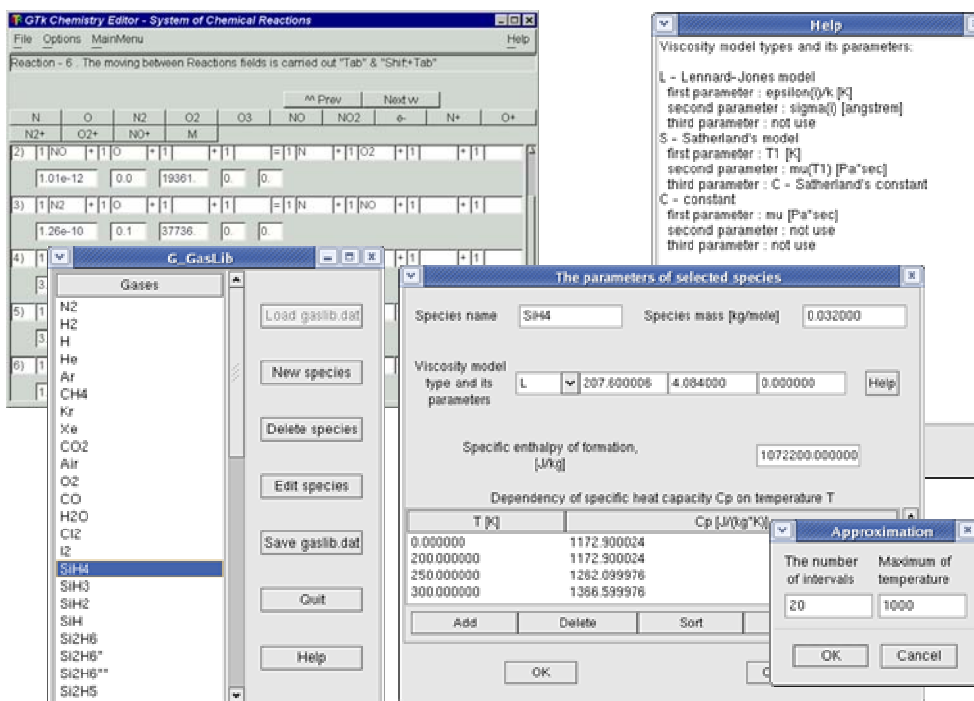 GTk Chemistry Editor - System of Chemical Reactions
File Options MainMenu Help
Reaction - 6 . The moving between Reactions fields is carried out "Tab" & "Shift+Tab"
^^ Prev Next vv
N O N2 O2 O3 NO NO2 e- N+ O+
N2+ O2+ NO+ M
2) 1 NO + 1 O + 1 + 1 = 1 N + 1 O2 + 1 + 1
1.01e-12 0.0 19361. 0. 0.
3) 1 N2 + 1 O + 1 + 1 = 1 N + 1 NO + 1 + 1
1.26e-10 0.1 37736. 0. 0.
4) 1 + 1 + 1
3.
5) 1
3.
6) 1
1.
Help
Viscosity model types and its parameters:
L - Lennard-Jones model
first parameter : epsilon(i)/k [K]
second parameter : sigma(i) [angstrem]
third parameter : not use
S - Satherland's model
first parameter : T1 [K]
second parameter : mu(T1) [Pa*sec]
third parameter : C - Satherland's constant
C - constant
first parameter : mu [Pa*sec]
second parameter : not use
third parameter : not use
G_GasLib
Gases
N2
H2
H
He
Ar
CH4
Kr
Xe
CO2
Air
O2
CO
H2O
Cl2
I2
SiH4
SiH3
SiH2
SiH
Si2H6
Si2H6*
Si2H6**
Si2H5
Load gaslib.dat
New species
Delete species
Edit species
Save gaslib.dat
Quit
Help
The parameters of selected species
Species name SiH4 Species mass [kg/mole] 0.032000
Viscosity model
type and its
parameters
L 207.600006 4.084000 0.000000 Help
Specific enthalpy of formation,
[J/kg]
1072200.000000
Dependency of specific heat capacity Cp on temperature T
T [K] Cp [J/(kg*K)]
0.000000 1172.900024
200.000000 1172.900024
250.000000 1262.099976
300.000000 1366.599976
Add Delete Sort
OK
Approximation
The number
of intervals
Maximum of
temperature
20 1000
OK Cancel